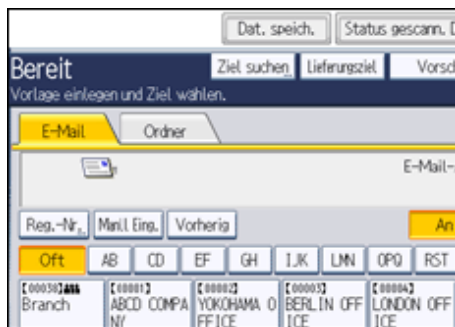 Dat. speich. Status gescann. D
Bereit Ziel suchen Lieferungsziel Vorsch
Vorlage einlegen und Ziel wählen.
E-Mail Ordner
E-Mail-
Reg.-Nr. Manll Eing. Vorherig An
Oft AB CD EF GH IJK LMN OPQ RST
[00030] [00001] [00002] [00003] [00004]
Branch ABCD COMPA YOKOHAMA O BERLIN OFF LONDON OFF
NY FFICE ICE ICE